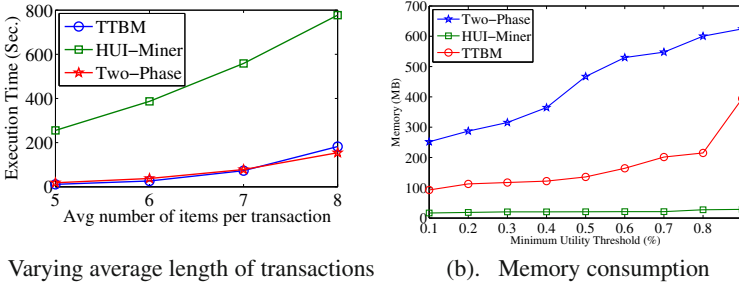 800
600
400
200
0
Execution Time (Sec.)
TTBM
HUI-Miner
Two-Phase
5
6
7
8
Avg number of items per transaction
Varying average length of transactions
700
600
500
400
300
200
100
0
Memory (MB)
Two-Phase
HUI-Miner
TTBM
0.1
0.2
0.3
0.4
0.5
0.6
0.7
0.8
Minimum Utility Threshold (%)
(b). Memory consumption